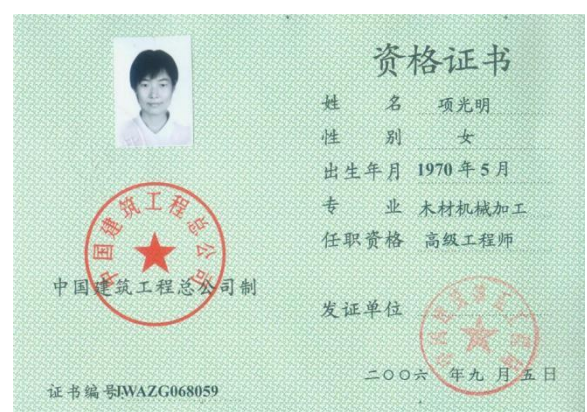 资格证书
姓 名 项光明
性 别 女
出生年月 1970 年 5 月
专 业 木材机械加工
任职资格 高级工程师
发证单位
二〇〇六 年九 月 五 日
中国建筑工程总公司
中国建筑工程总公司制
证书编号JWAZG068059